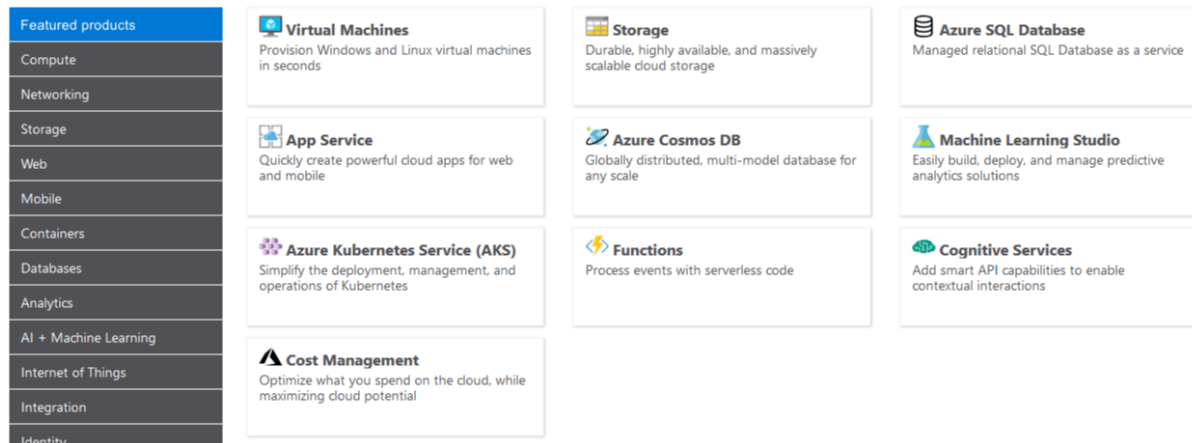 Featured products
Compute
Networking
Storage
Web
Mobile
Containers
Databases
Analytics
AI + Machine Learning
Internet of Things
Integration
Identity
Virtual Machines
Provision Windows and Linux virtual machines
in seconds
Storage
Durable, highly available, and massively
scalable cloud storage
Azure SQL Database
Managed relational SQL Database as a service
App Service
Quickly create powerful cloud apps for web
and mobile
Azure Cosmos DB
Globally distributed, multi-model database for
any scale
Machine Learning Studio
Easily build, deploy, and manage predictive
analytics solutions
Azure Kubernetes Service (AKS)
Simplify the deployment, management, and
operations of Kubernetes
Functions
Process events with serverless code
Cognitive Services
Add smart API capabilities to enable
contextual interactions
Cost Management
Optimize what you spend on the cloud, while
maximizing cloud potential